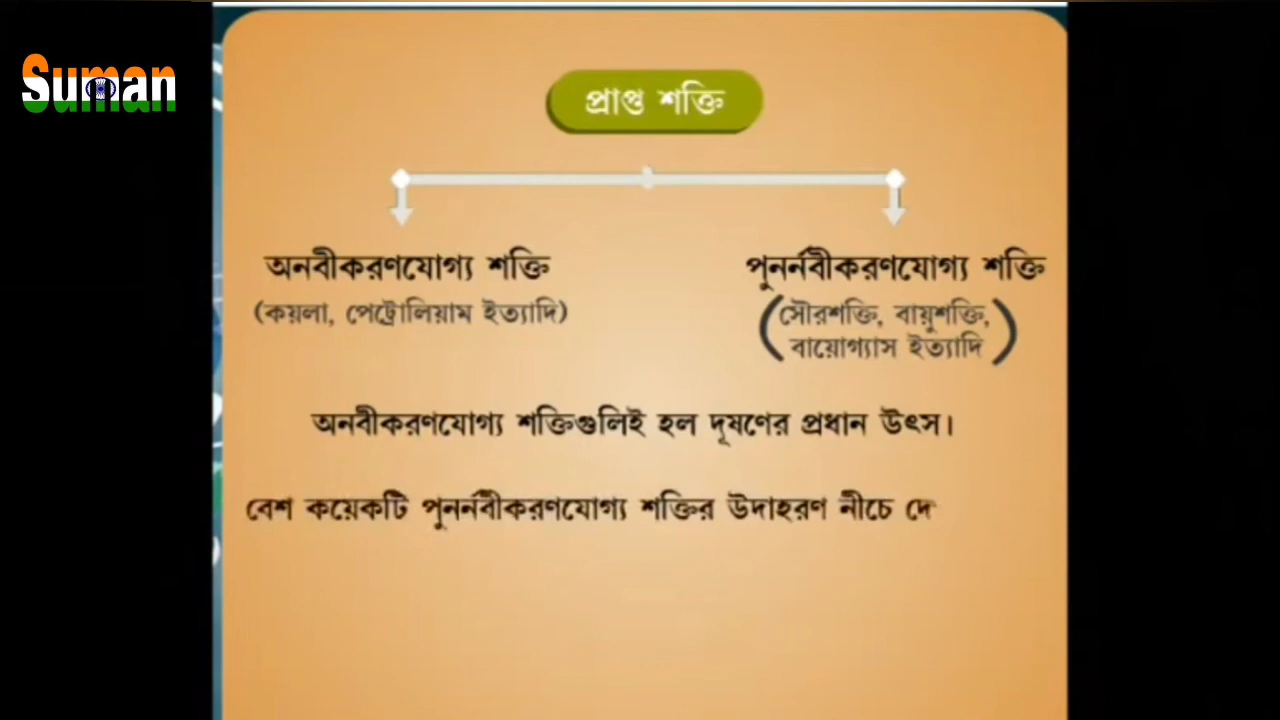 Suman
প্রাপ্ত শক্তি
অনবীকরণযোগ্য শক্তি
(কয়লা, পেট্রোলিয়াম ইত্যাদি)
পুনর্নবীকরণযোগ্য শক্তি
(সৌরশক্তি, বায়ুশক্তি,
বায়োগ্যাস ইত্যাদি)
অনবীকরণযোগ্য শক্তিগুলিই হল দূষণের প্রধান উৎস।
বেশ কয়েকটি পুনর্নবীকরণযোগ্য শক্তির উদাহরণ নীচে